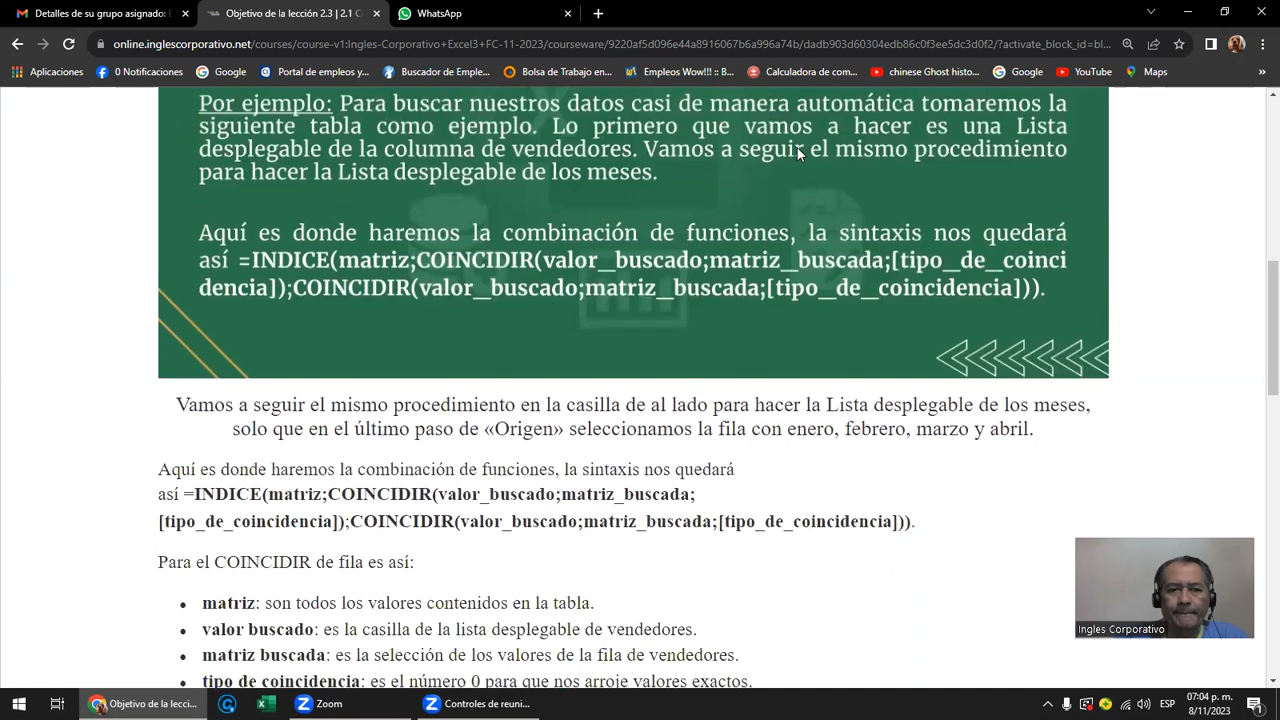 Detalles de su grupo asignado: E
Objetivo de la lección 2.3 | 2.1 C
WhatsApp
online.inglescorporativo.net/courses/course-v1:Ingles-Corporativo+Excel3+FC-11-2023/courseware/9220af5d096e44a8916067b6a996a74b/dadb903d60304edb86c0f3ee5dc3d0f2/?activate_block_id=bl...
Aplicaciones
0 Notificaciones
Google
Portal de empleos y...
Buscador de Emple...
Bolsa de Trabajo en...
Empleos Wow!!! :: B...
Calculadora de com...
chinese Ghost histo...
Google
YouTube
Maps
Por ejemplo: Para buscar nuestros datos casi de manera automática tomaremos la
siguiente tabla como ejemplo. Lo primero que vamos a hacer es una Lista
desplegable de la columna de vendedores. Vamos a seguir el mismo procedimiento
para hacer la Lista desplegable de los meses.
Aquí es donde haremos la combinación de funciones, la sintaxis nos quedará
así =INDICE(matriz;COINCIDIR(valor_buscado;matriz_buscada;[tipo_de_coinci
dencia]);COINCIDIR(valor_buscado;matriz_buscada;[tipo_de_coincidencia])).
Vamos a seguir el mismo procedimiento en la casilla de al lado para hacer la Lista desplegable de los meses,
solo que en el último paso de «Origen» seleccionamos la fila con enero, febrero, marzo y abril.
Aquí es donde haremos la combinación de funciones, la sintaxis nos quedará
así =INDICE(matriz;COINCIDIR(valor_buscado;matriz_buscada;
[tipo_de_coincidencia]);COINCIDIR(valor_buscado;matriz_buscada;[tipo_de_coincidencia])).
Para el COINCIDIR de fila es así:
matriz: son todos los valores contenidos en la tabla.
valor buscado: es la casilla de la lista desplegable de vendedores.
matriz buscada: es la selección de los valores de la fila de vendedores.
tipo de coincidencia: es el número 0 para que nos arroje valores exactos.
Ingles Corporativo
Objetivo de la lecci...
Zoom
Controles de reuni...
ESP
07:04 p. m.
8/11/2023